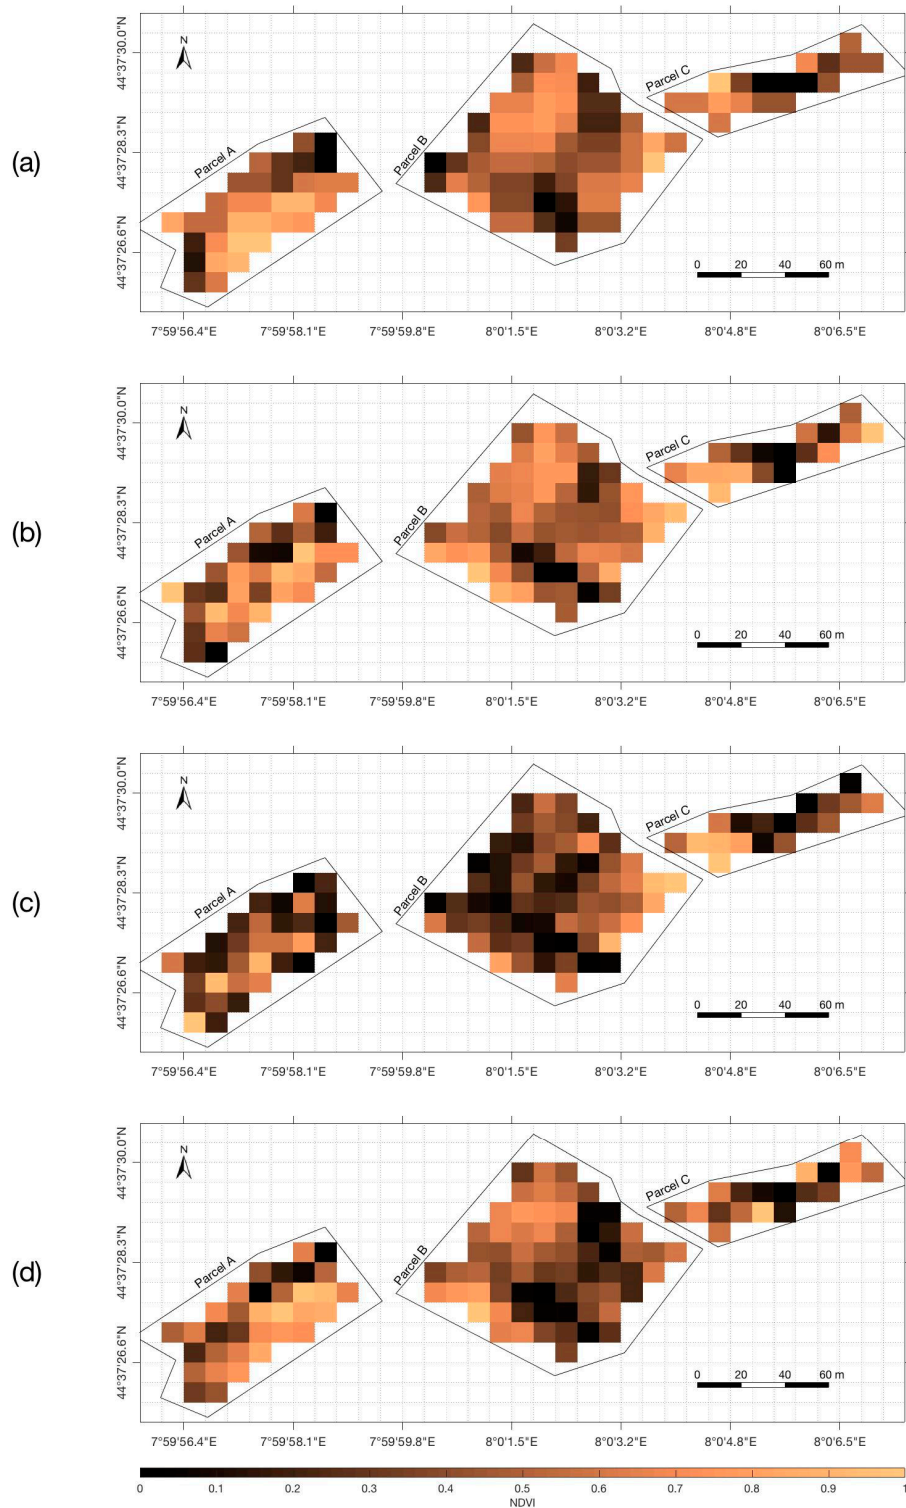 (a)
N
Parcel A
Parcel B
Parcel C
44°37'30.0"N
44°37'28.3"N
44°37'26.6"N
0 20 40 60 m
7°59'56.4"E 7°59'58.1"E 7°59'59.8"E 8°0'1.5"E 8°0'3.2"E 8°0'4.8"E 8°0'6.5"E
(b)
N
Parcel A
Parcel B
Parcel C
44°37'30.0"N
44°37'28.3"N
44°37'26.6"N
0 20 40 60 m
7°59'56.4"E 7°59'58.1"E 7°59'59.8"E 8°0'1.5"E 8°0'3.2"E 8°0'4.8"E 8°0'6.5"E
(c)
N
Parcel A
Parcel B
Parcel C
44°37'30.0"N
44°37'28.3"N
44°37'26.6"N
0 20 40 60 m
7°59'56.4"E 7°59'58.1"E 7°59'59.8"E 8°0'1.5"E 8°0'3.2"E 8°0'4.8"E 8°0'6.5"E
(d)
N
Parcel A
Parcel B
Parcel C
44°37'30.0"N
44°37'28.3"N
44°37'26.6"N
0 20 40 60 m
7°59'56.4"E 7°59'58.1"E 7°59'59.8"E 8°0'1.5"E 8°0'3.2"E 8°0'4.8"E 8°0'6.5"E
0 0.1 0.2 0.3 0.4 0.5 0.6 0.7 0.8 0.9 1
NDVI